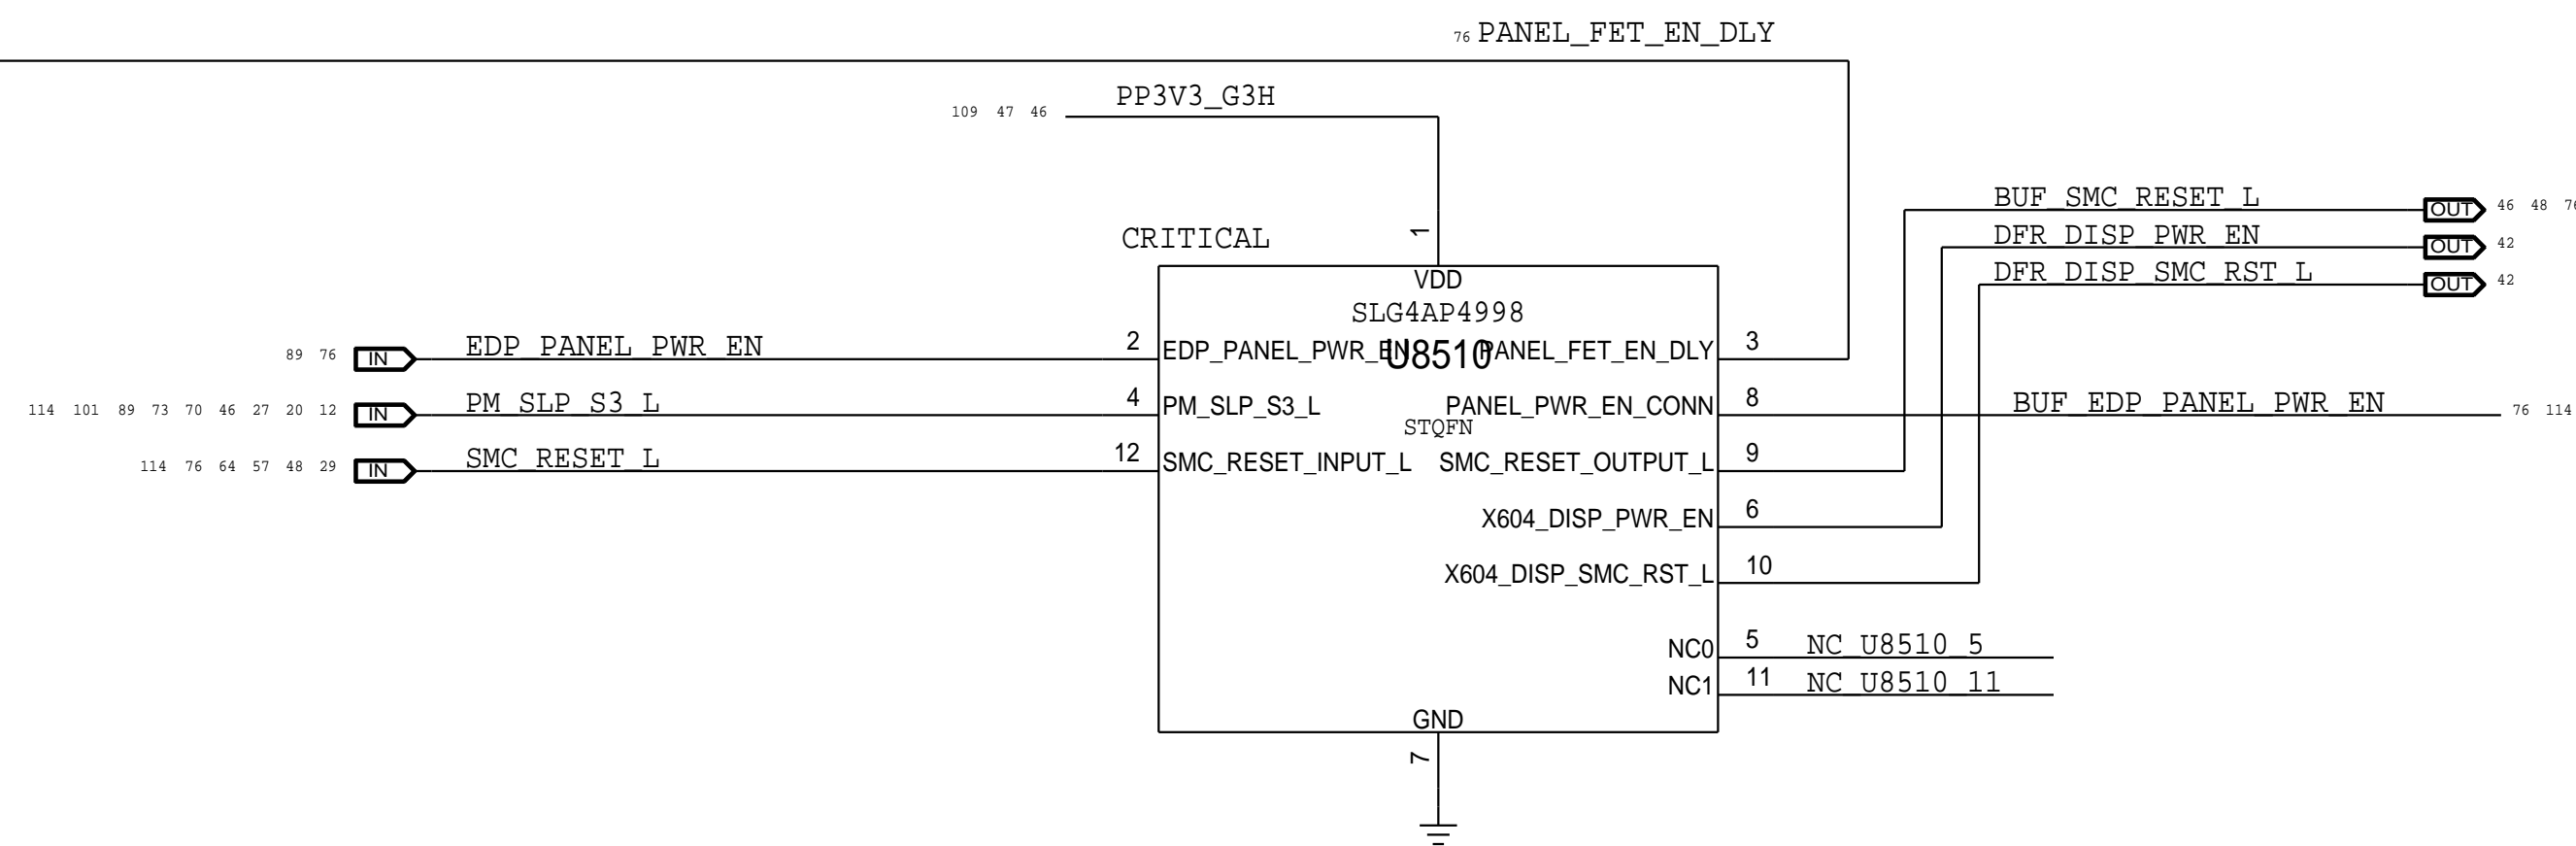 76 PANEL_FET_EN_DLY
109 47 46 PP3V3_G3H
BUF_SMC_RESET_L OUT 46 48 76
DFR_DISP_PWR_EN OUT 42
DFR_DISP_SMC_RST_L OUT 42
CRITICAL
1
VDD
SLG4AP4998
U8510
STQFN
89 76 IN EDP_PANEL_PWR_EN 2 EDP_PANEL_PWR_EN PANEL_FET_EN_DLY 3
114 101 89 73 70 46 27 20 12 IN PM_SLP_S3_L 4 PM_SLP_S3_L PANEL_PWR_EN_CONN 8 BUF_EDP_PANEL_PWR_EN 76 114
114 76 64 57 48 29 IN SMC_RESET_L 12 SMC_RESET_INPUT_L SMC_RESET_OUTPUT_L 9
X604_DISP_PWR_EN 6
X604_DISP_SMC_RST_L 10
NC0 5 NC_U8510_5
NC1 11 NC_U8510_11
GND
7